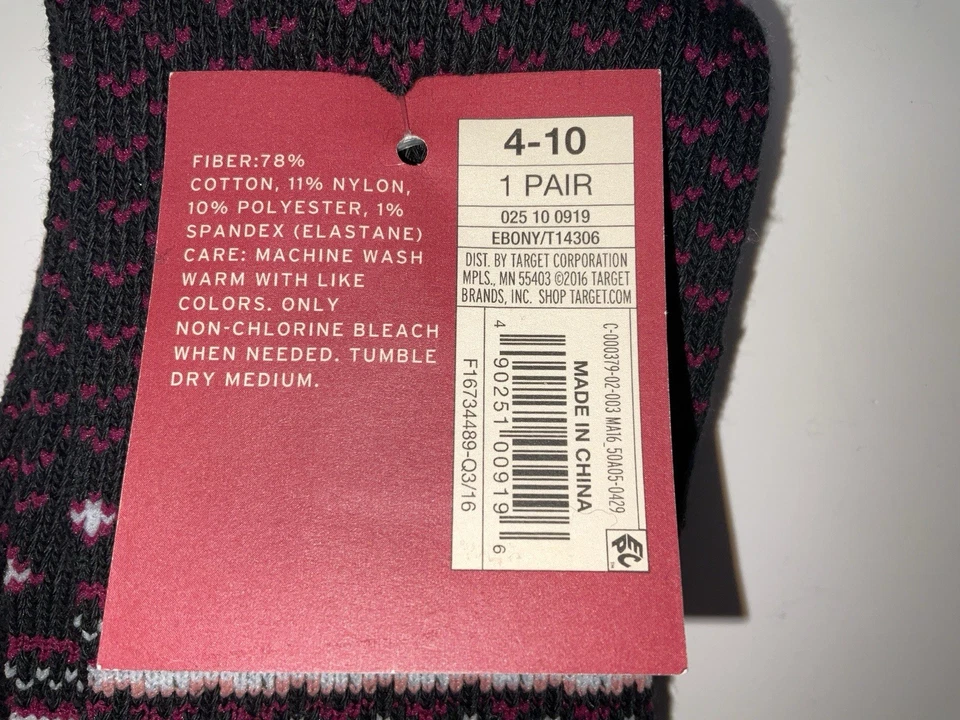 FIBER:78%
COTTON, 11% NYLON,
10% POLYESTER, 1%
SPANDEX (ELASTANE)
CARE: MACHINE WASH
WARM WITH LIKE
COLORS. ONLY
NON-CHLORINE BLEACH
WHEN NEEDED. TUMBLE
DRY MEDIUM.
4-10
1 PAIR
025 10 0919
EBONY/T14306
DIST. BY TARGET CORPORATION
MPLS., MN 55403 ©2016 TARGET
BRANDS, INC. SHOP TARGET.COM
C-000379-02-003 MA16_50A05-0429
MADE IN CHINA
4 90251 00919 6
F16734489-Q3/16
EPC™